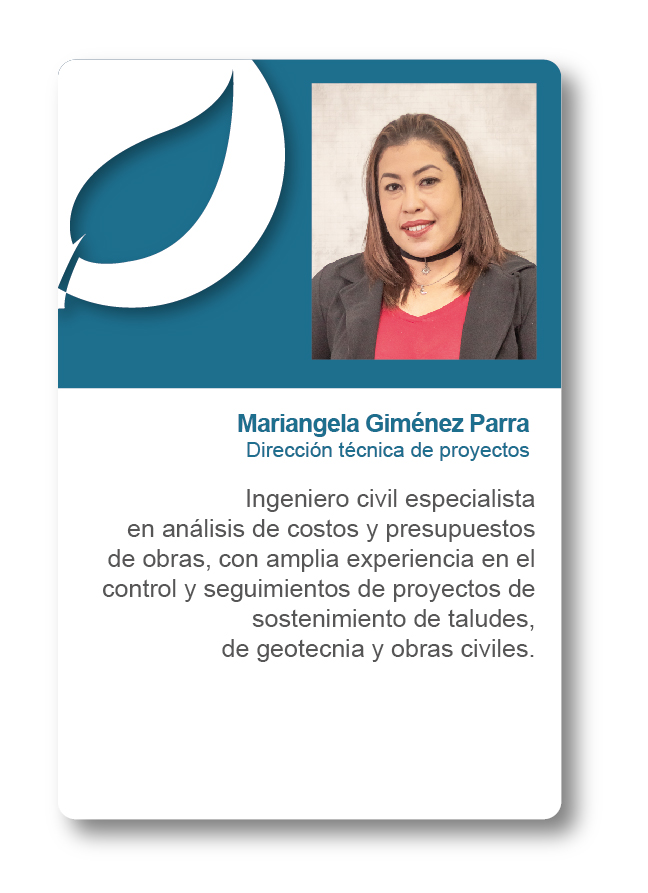 Mariangela Giménez Parra
Dirección técnica de proyectos
Ingeniero civil especialista
en análisis de costos y presupuestos
de obras, con amplia experiencia en el
control y seguimientos de proyectos de
sostenimiento de taludes,
de geotecnia y obras civiles.